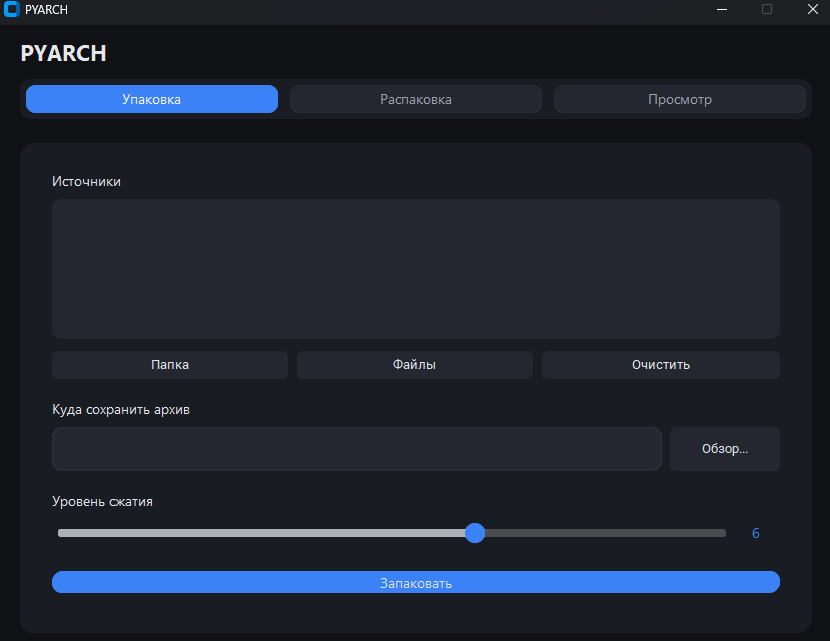 PYARCH
PYARCH
Упаковка Распаковка Просмотр
Источники
Папка Файлы Очистить
Куда сохранить архив
Обзор...
Уровень сжатия
6
Запаковать